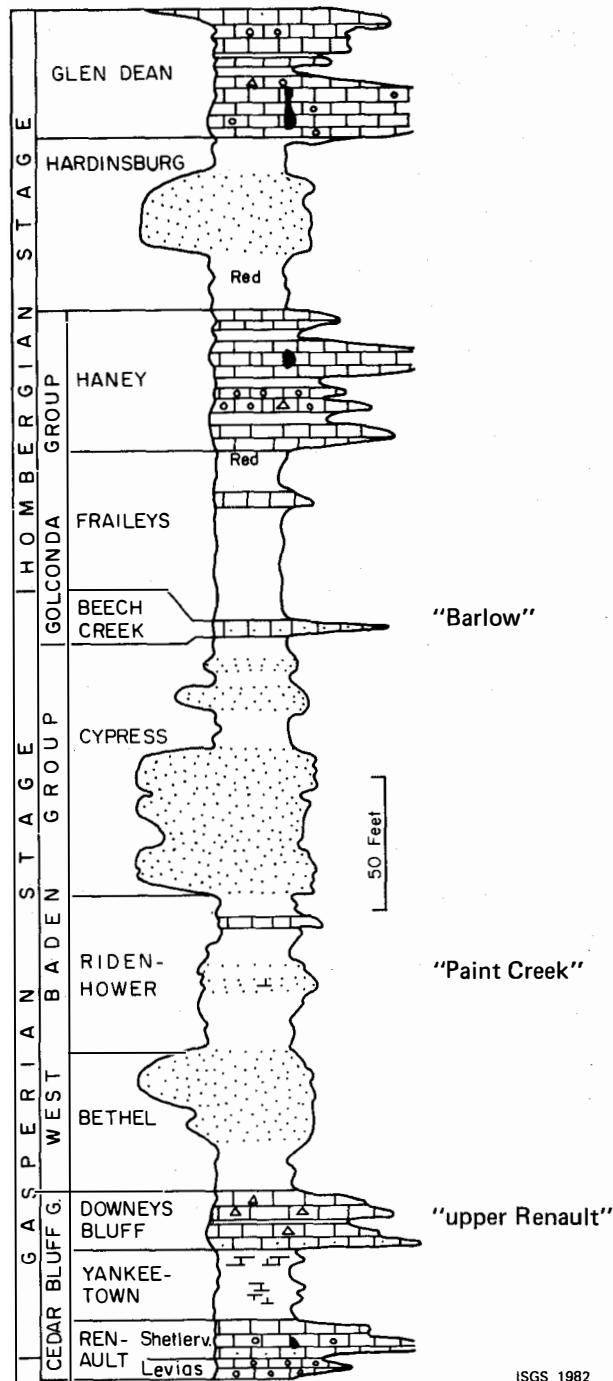 GLEN DEAN
HARDINSBURG
Red
HANEY
Red
FRAILEYS
BEECH
CREEK
"Barlow"
CYPRESS
50 Feet
RIDEN-
HOWER
"Paint Creek"
BETHEL
DOWNEYS
BLUFF
"upper Renault"
YANKEE-
TOWN
REN-
AULT
Shetlerv.
Levias
HOMBERGIAN STAGE
GASPERIAN STAGE
GOLCONDA GROUP
WEST BADEN GROUP
CEDAR BLUFF G.
ISGS 1982